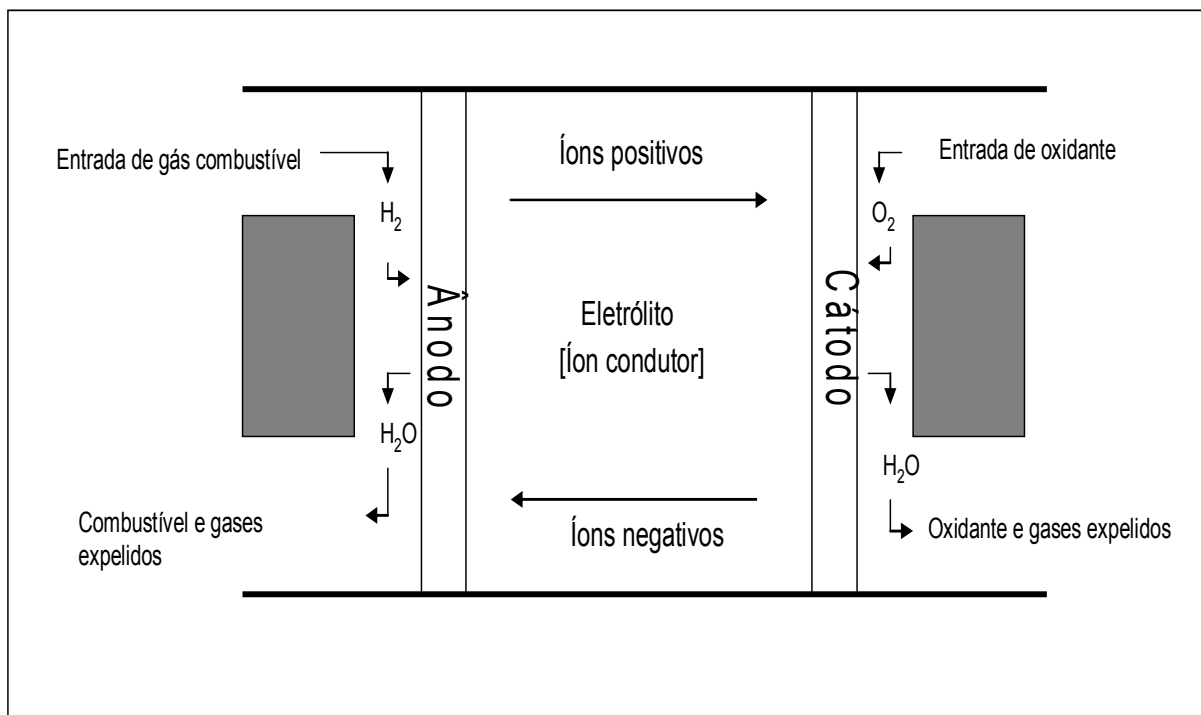 Entrada de gás combustível
H₂
Ânodo
H₂O
Combustível e gases
expelidos
Íons positivos
Eletrólito
[Íon condutor]
Íons negativos
Entrada de oxidante
O₂
Cátodo
H₂O
Oxidante e gases expelidos